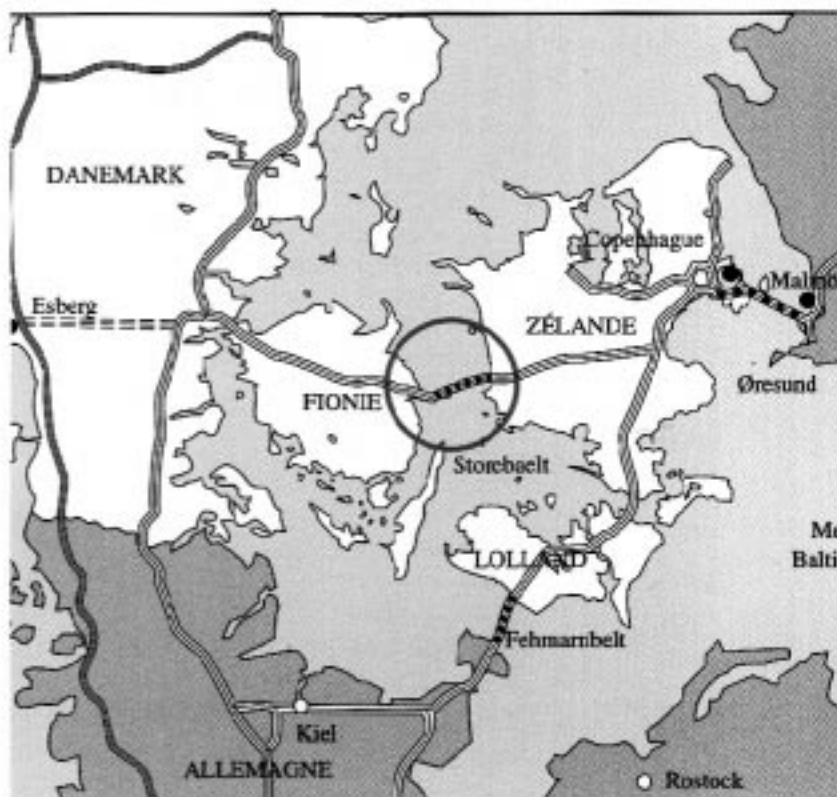 DANEMARK
Copenhague
Malmö
Esberg
ZÉLANDE
Øresund
FIONIE
Storebaelt
LOLLAND
Fehmarnbelt
Kiel
ALLEMAGNE
Rostock
Me
Balti